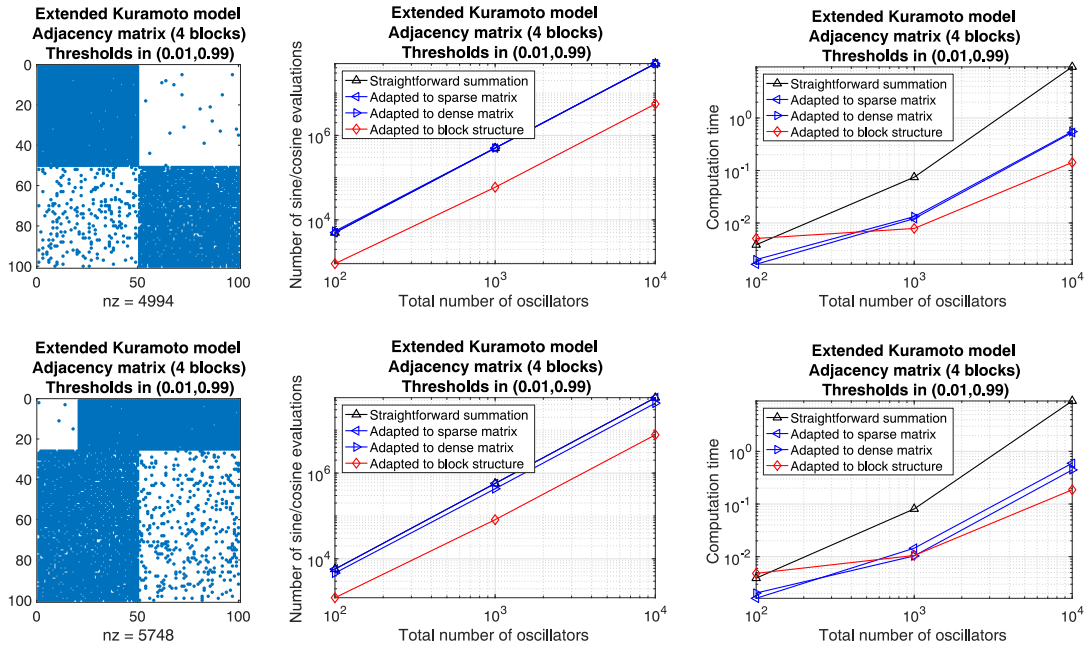 Extended Kuramoto model
Adjacency matrix (4 blocks)
Thresholds in (0.01,0.99)
0
20
40
60
80
100
0
50
100
nz = 4994
Extended Kuramoto model
Adjacency matrix (4 blocks)
Thresholds in (0.01,0.99)
Number of sine/cosine evaluations
10^6
10^4
Straightforward summation
Adapted to sparse matrix
Adapted to dense matrix
Adapted to block structure
10^2
10^3
10^4
Total number of oscillators
Extended Kuramoto model
Adjacency matrix (4 blocks)
Thresholds in (0.01,0.99)
Computation time
10^0
10^-2
Straightforward summation
Adapted to sparse matrix
Adapted to dense matrix
Adapted to block structure
10^2
10^3
10^4
Total number of oscillators
Extended Kuramoto model
Adjacency matrix (4 blocks)
Thresholds in (0.01,0.99)
0
20
40
60
80
100
0
50
100
nz = 5748
Extended Kuramoto model
Adjacency matrix (4 blocks)
Thresholds in (0.01,0.99)
Number of sine/cosine evaluations
10^6
10^4
Straightforward summation
Adapted to sparse matrix
Adapted to dense matrix
Adapted to block structure
10^2
10^3
10^4
Total number of oscillators
Extended Kuramoto model
Adjacency matrix (4 blocks)
Thresholds in (0.01,0.99)
Computation time
10^0
10^-1
10^-2
Straightforward summation
Adapted to sparse matrix
Adapted to dense matrix
Adapted to block structure
10^2
10^3
10^4
Total number of oscillators